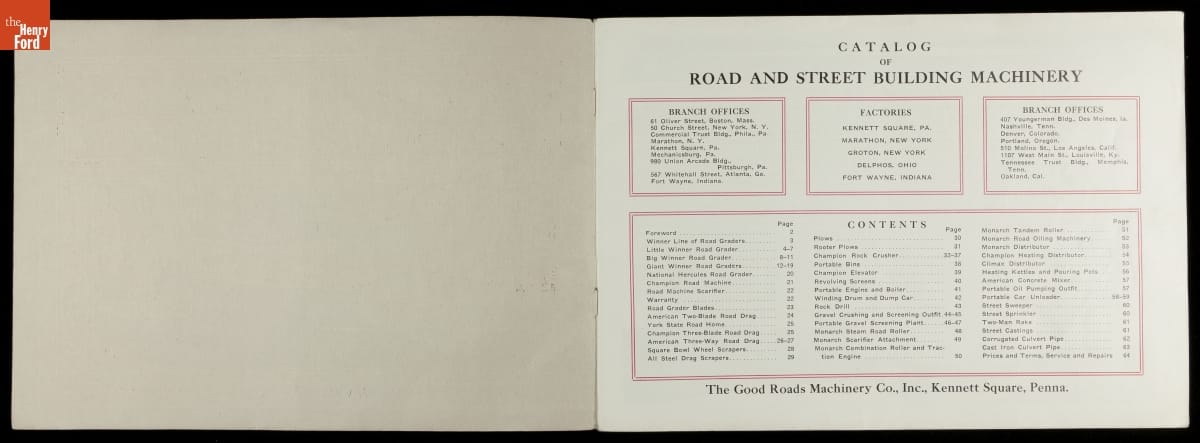 the
Henry
Ford
CATALOG
OF
ROAD AND STREET BUILDING MACHINERY
BRANCH OFFICES
61 Oliver Street, Boston, Mass.
50 Church Street, New York, N. Y.
Commercial Trust Bldg., Phila., Pa.
Marathon, N. Y.
Kennett Square, Pa.
Mechanicsburg, Pa.
980 Union Arcade Bldg.,
Pittsburgh, Pa.
567 Whitehall Street, Atlanta, Ga.
Fort Wayne, Indiana.
FACTORIES
KENNETT SQUARE, PA.
MARATHON, NEW YORK
GROTON, NEW YORK
DELPHOS, OHIO
FORT WAYNE, INDIANA
BRANCH OFFICES
407 Youngerman Bldg., Des Moines, Ia.
Nashville, Tenn.
Denver, Colorado.
Portland, Oregon.
510 Molino St., Los Angeles, Calif.
1107 West Main St., Louisville, Ky.
Tennessee Trust Bldg., Memphis,
Tenn.
Oakland, Cal.
CONTENTS
Page
Foreword 2
Winner Line of Road Graders 3
Little Winner Road Grader 4-7
Big Winner Road Grader 8-11
Giant Winner Road Graders 12-19
National Hercules Road Grader 20
Champion Road Machine 21
Road Machine Scarifier 22
Warranty 22
Road Grader Blades 23
American Two-Blade Road Drag 24
York State Road Hone 25
Champion Three-Blade Road Drag 25
American Three-Way Road Drag 26-27
Square Bowl Wheel Scrapers 28
All Steel Drag Scrapers 29
Page
Plows 30
Rooter Plows 31
Champion Rock Crusher 32-37
Portable Bins 38
Champion Elevator 39
Revolving Screens 40
Portable Engine and Boiler 41
Winding Drum and Dump Car 42
Rock Drill 43
Gravel Crushing and Screening Outfit 44-45
Portable Gravel Screening Plant 46-47
Monarch Steam Road Roller 48
Monarch Scarifier Attachment 49
Monarch Combination Roller and Trac-
tion Engine 50
Page
Monarch Tandem Roller 51
Monarch Road Oiling Machinery 52
Monarch Distributor 53
Champion Heating Distributor 54
Climax Distributor 55
Heating Kettles and Pouring Pots 56
American Concrete Mixer 57
Portable Oil Pumping Outfit 57
Portable Car Unloader 58-59
Street Sweeper 60
Street Sprinkler 60
Two-Man Rake 61
Street Castings 61
Corrugated Culvert Pipe 62
Cast Iron Culvert Pipe 63
Prices and Terms, Service and Repairs 64
The Good Roads Machinery Co., Inc., Kennett Square, Penna.